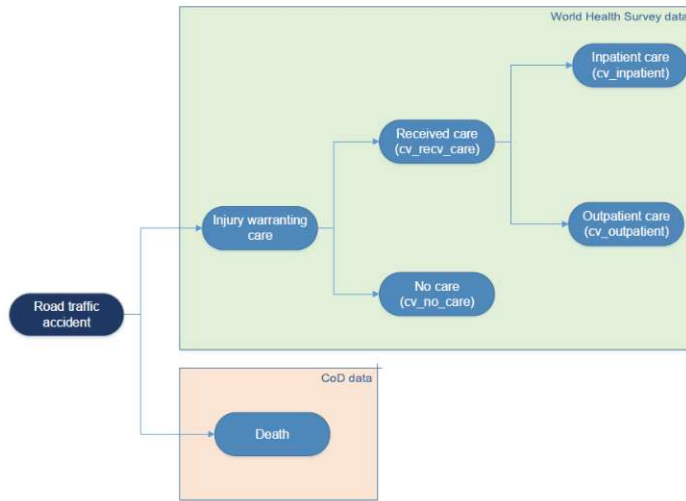 World Health Survey data
Inpatient care
(cv_inpatient)
Received care
(cv_recv_care)
Injury warranting
care
Outpatient care
(cv_outpatient)
No care
(cv_no_care)
Road traffic
accident
CoD data
Death